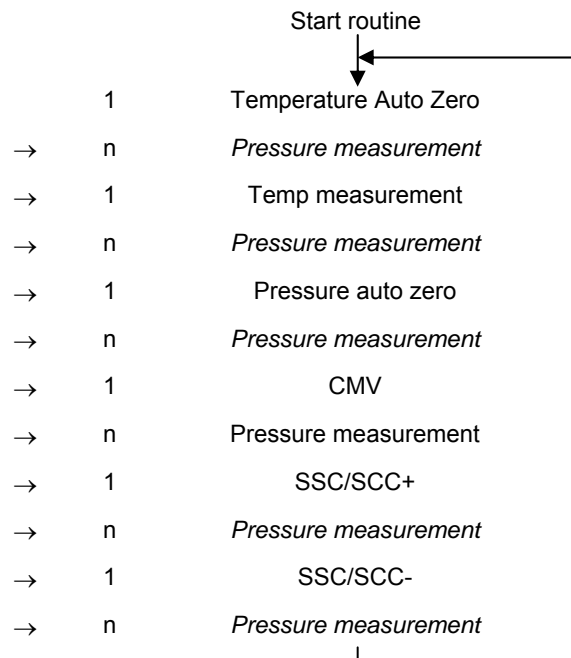 Start routine
1 Temperature Auto Zero
→ n Pressure measurement
→ 1 Temp measurement
→ n Pressure measurement
→ 1 Pressure auto zero
→ n Pressure measurement
→ 1 CMV
→ n Pressure measurement
→ 1 SSC/SCC+
→ n Pressure measurement
→ 1 SSC/SCC-
→ n Pressure measurement